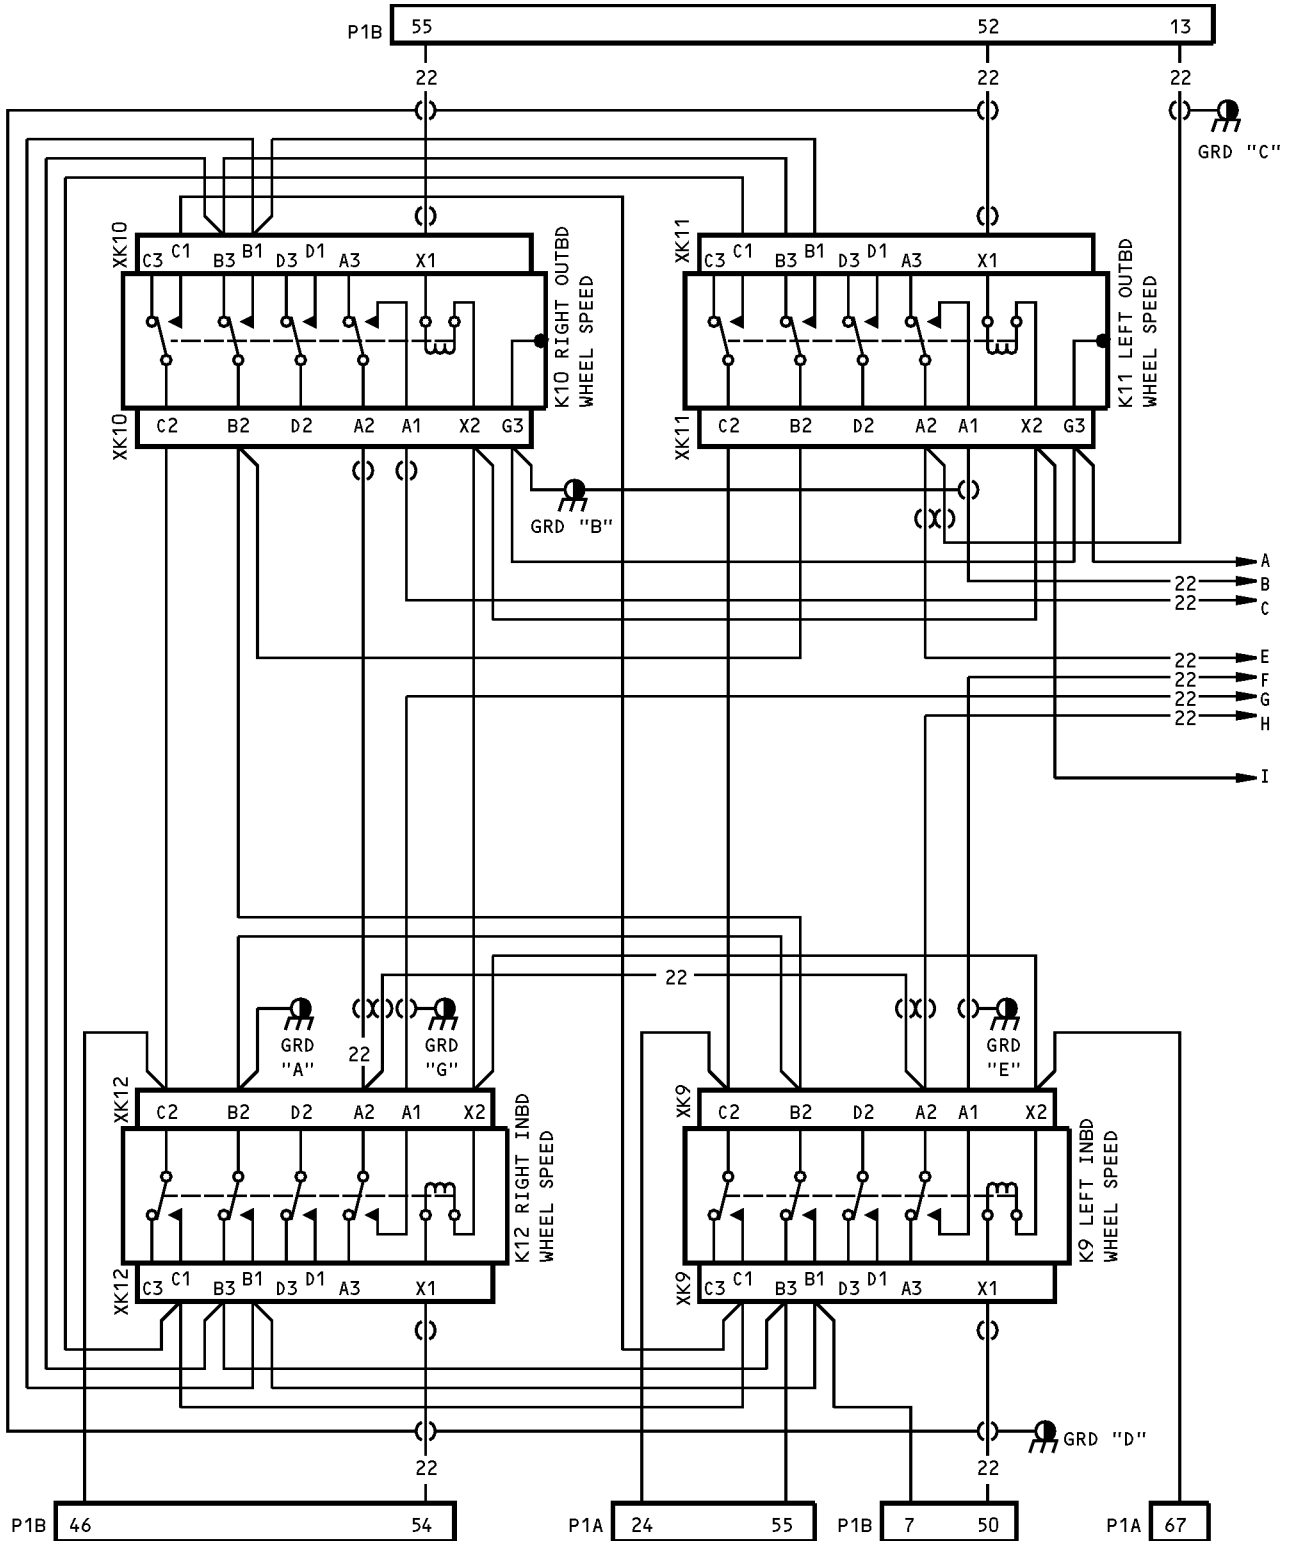 P1B 55 52 13
22 22 22
GRD "C"
XK10
C3 C1 B3 B1 D3 D1 A3 X1
K10 RIGHT OUTBD
WHEEL SPEED
XK10
C2 B2 D2 A2 A1 X2 G3
XK11
C3 C1 B3 B1 D3 D1 A3 X1
K11 LEFT OUTBD
WHEEL SPEED
XK11
C2 B2 D2 A2 A1 X2 G3
GRD "B"
A
22 B
22 C
22 E
22 F
22 G
22 H
I
22
GRD
"A"
22
GRD
"G"
GRD
"E"
XK12
C2 B2 D2 A2 A1 X2
K12 RIGHT INBD
WHEEL SPEED
XK12
C3 C1 B3 B1 D3 D1 A3 X1
XK9
C2 B2 D2 A2 A1 X2
K9 LEFT INBD
WHEEL SPEED
XK9
C3 C1 B3 B1 D3 D1 A3 X1
GRD "D"
22 22
P1B 46 54
P1A 24 55
P1B 7 50
P1A 67